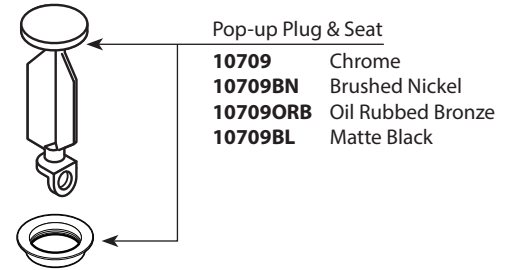 Pop-up Plug & Seat
10709 Chrome
10709BN Brushed Nickel
10709ORB Oil Rubbed Bronze
10709BL Matte Black